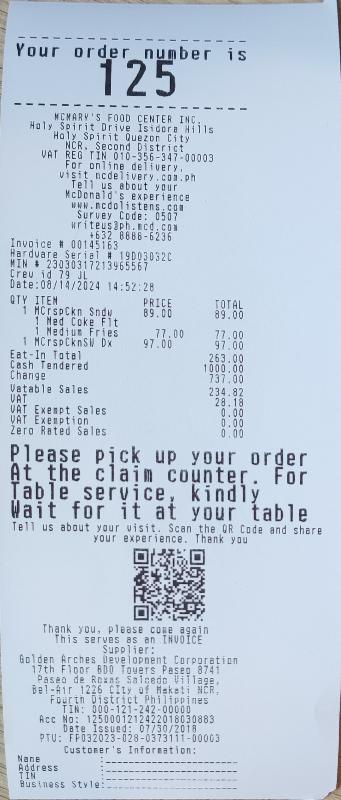 Your order number is
125
MCMARY'S FOOD CENTER INC.
Holy Spirit Drive Isidora Hills
Holy Spirit Quezon City
NCR, Second District
VAT REG TIN 010-356-347-00003
For online delivery,
visit mcdelivery.com.ph
Tell us about your
McDonald's experience
www.mcdolistens.com
Survey Code: 0507
writeus@ph.mcd.com
+632 8888-6236
Invoice # 00145163
Hardware Serial # 19D03032C
MIN # 23030317213965567
Crew id 79 JL
Date:08/14/2024 14:52:28
QTY ITEM PRICE TOTAL
1 MCrspCkn Sndw 89.00 89.00
1 Med Coke Flt
1 Medium Fries 77.00 77.00
1 MCrspCknSW Dx 97.00 97.00
Eat-In Total 263.00
Cash Tendered 1000.00
Change 737.00
Vatable Sales 234.82
VAT 28.18
VAT Exempt Sales 0.00
VAT Exemption 0.00
Zero Rated Sales 0.00
Please pick up your order
At the claim counter. For
Table service, kindly
Wait for it at your table
Tell us about your visit. Scan the QR Code and share
your experience. Thank you
Thank you, please come again
This serves as an INVOICE
Supplier:
Golden Arches Development Corporation
17th Floor BDO Towers Paseo 8741
Paseo de Roxas Salcedo Village,
Bel-Air 1226 CIty of Makati NCR,
Fourth District Philippines
TIN: 000-121-242-00000
Acc No: 1250001212422018030883
Date Issued: 07/30/2018
PTU: FP032023-028-0373111-00003
Customer's Information:
Name :
Address :
TIN :
Business Style: